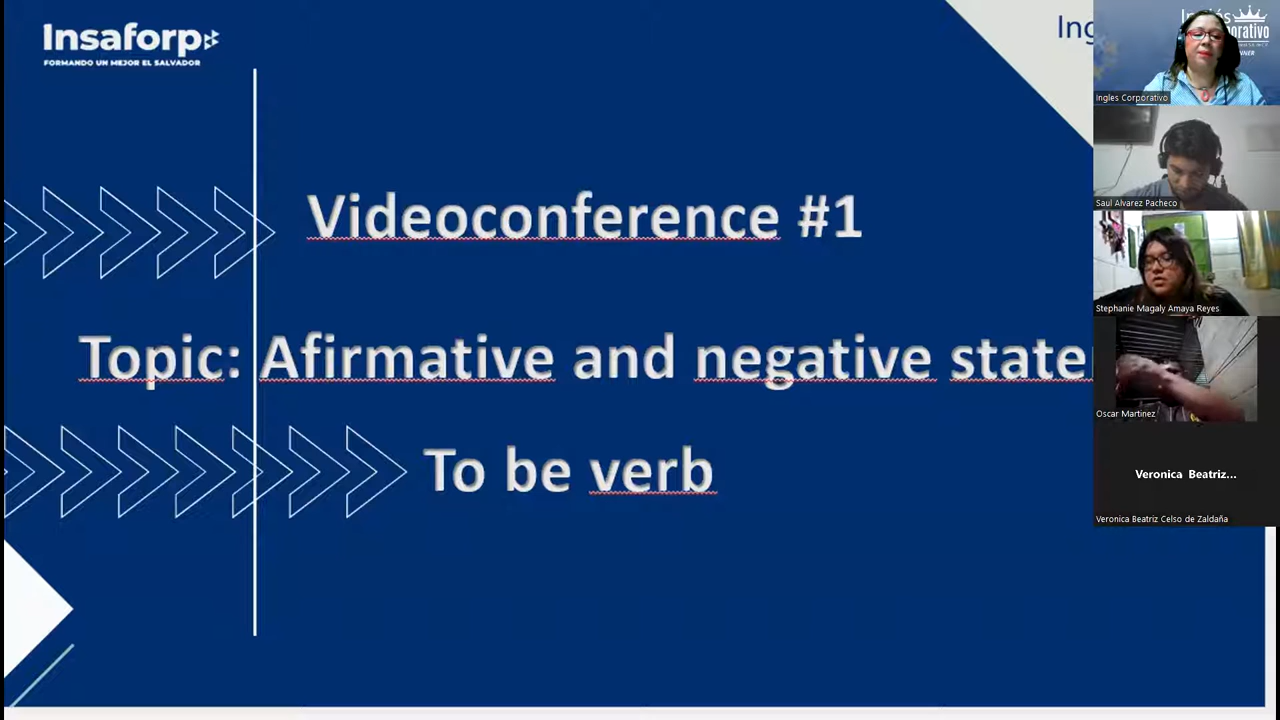 Insaforp
FORMANDO UN MEJOR EL SALVADOR
Videoconference #1
Topic: Afirmative and negative state
To be verb
Ing
Ingles Corporativo
Saul Alvarez Pacheco
Stephanie Magaly Amaya Reyes
Oscar Martinez
Veronica Beatriz...
Veronica Beatriz Celso de Zaldaña